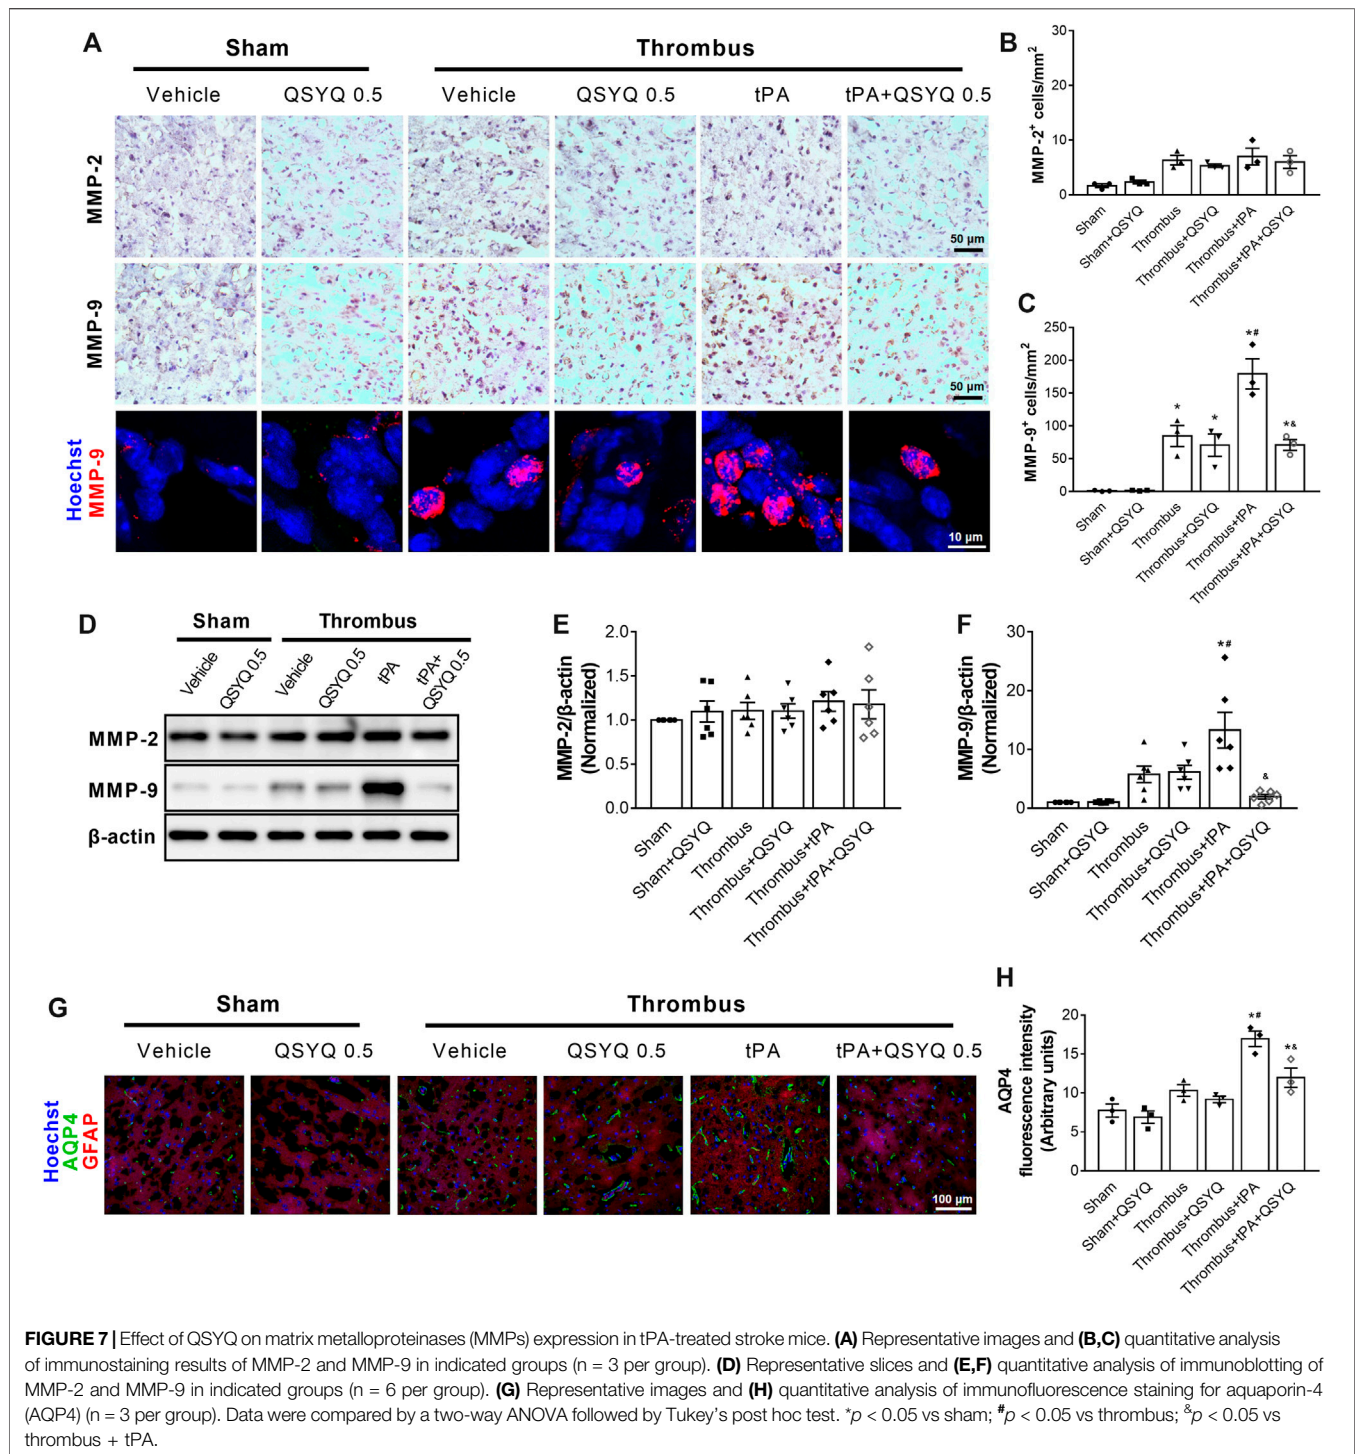 A
Sham
Thrombus
Vehicle QSYQ 0.5 Vehicle QSYQ 0.5 tPA tPA+QSYQ 0.5
MMP-2
50 µm
MMP-9
50 µm
Hoechst
MMP-9
10 µm
B
MMP-2⁺ cells/mm²
30
20
10
0
Sham
Sham+QSYQ
Thrombus
Thrombus+QSYQ
Thrombus+tPA
Thrombus+tPA+QSYQ
C
MMP-9⁺ cells/mm²
250
200
150
100
50
0
*
*
*#
*&
Sham
Sham+QSYQ
Thrombus
Thrombus+QSYQ
Thrombus+tPA
Thrombus+tPA+QSYQ
D
Sham
Thrombus
Vehicle
QSYQ 0.5
Vehicle
QSYQ 0.5
tPA
tPA+
QSYQ 0.5
MMP-2
MMP-9
β-actin
E
MMP-2/β-actin
(Normalized)
2.0
1.5
1.0
0.5
0.0
Sham
Sham+QSYQ
Thrombus
Thrombus+QSYQ
Thrombus+tPA
Thrombus+tPA+QSYQ
F
MMP-9/β-actin
(Normalized)
30
20
10
0
*#
&
Sham
Sham+QSYQ
Thrombus
Thrombus+QSYQ
Thrombus+tPA
Thrombus+tPA+QSYQ
G
Sham
Thrombus
Vehicle QSYQ 0.5 Vehicle QSYQ 0.5 tPA tPA+QSYQ 0.5
Hoechst
AQP4
GFAP
100 µm
H
AQP4
fluorescence intensity
(Arbitrary units)
20
15
10
5
0
*#
*&
Sham
Sham+QSYQ
Thrombus
Thrombus+QSYQ
Thrombus+tPA
Thrombus+tPA+QSYQ
FIGURE 7 | Effect of QSYQ on matrix metalloproteinases (MMPs) expression in tPA-treated stroke mice. (A) Representative images and (B,C) quantitative analysis
of immunostaining results of MMP-2 and MMP-9 in indicated groups (n = 3 per group). (D) Representative slices and (E,F) quantitative analysis of immunoblotting of
MMP-2 and MMP-9 in indicated groups (n = 6 per group). (G) Representative images and (H) quantitative analysis of immunofluorescence staining for aquaporin-4
(AQP4) (n = 3 per group). Data were compared by a two-way ANOVA followed by Tukey's post hoc test. *p < 0.05 vs sham; #p < 0.05 vs thrombus; &p < 0.05 vs
thrombus + tPA.